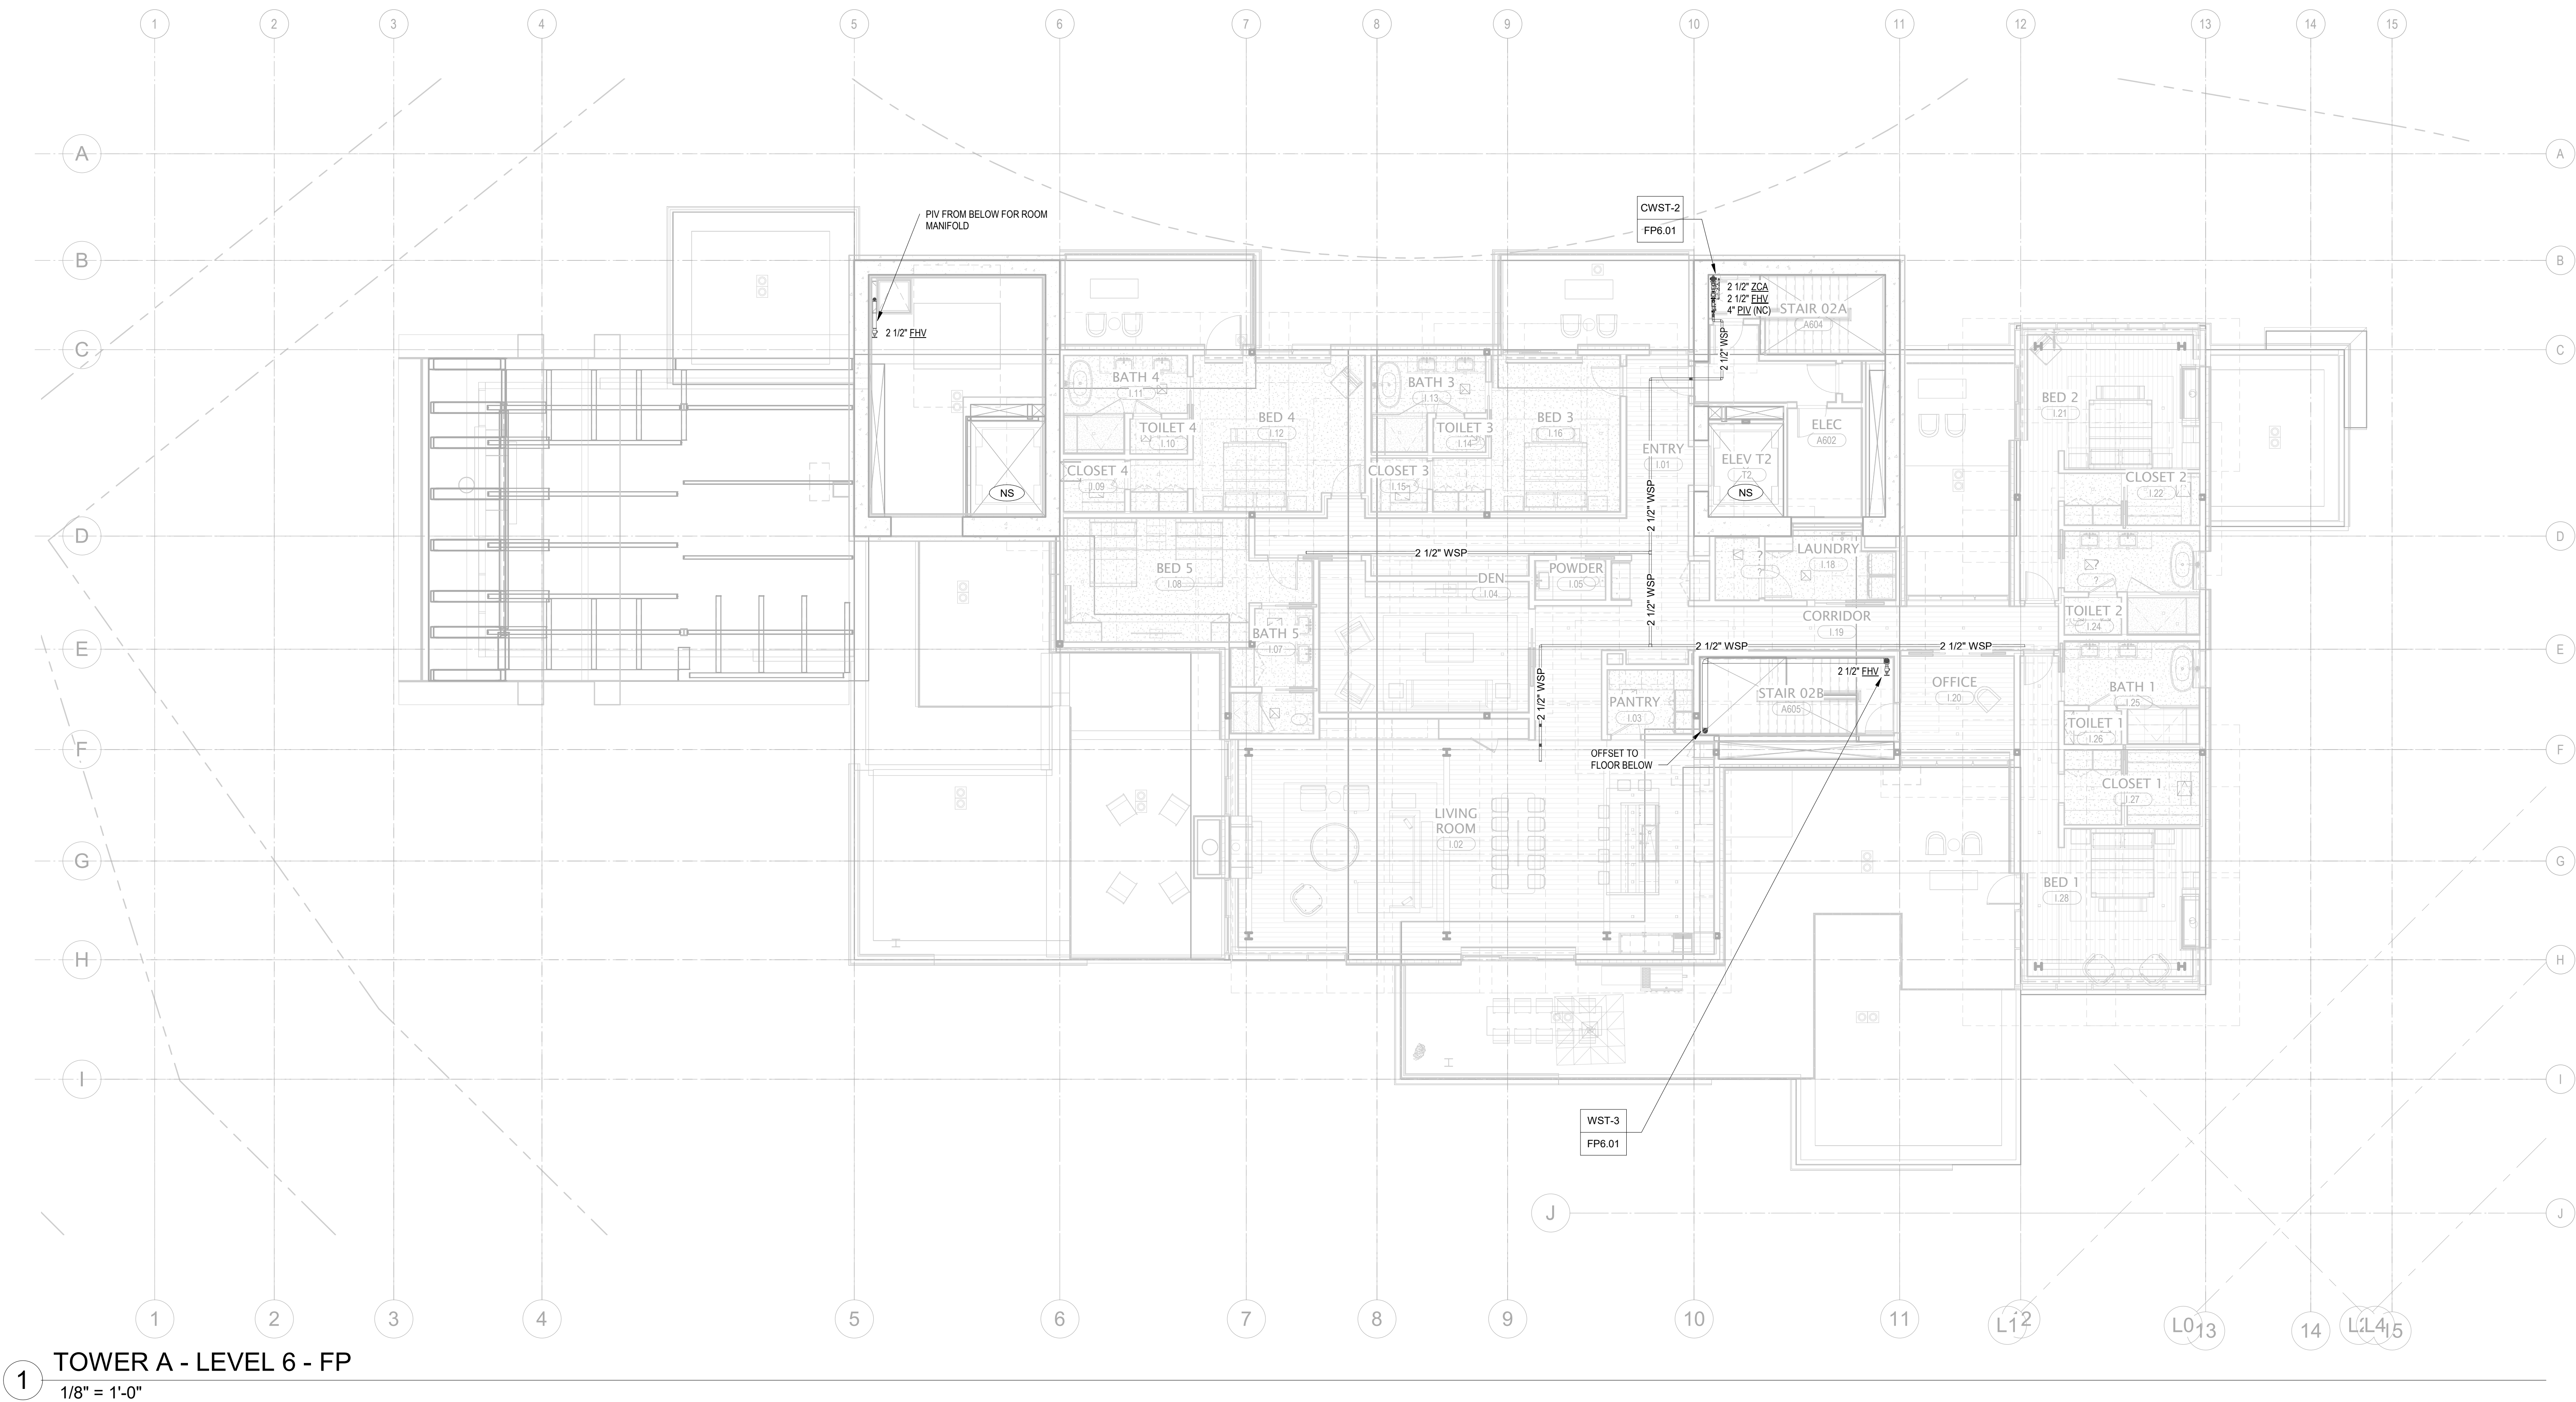 1 2 3 4 5 6 7 8 9 10 11 12 13 14 15
A A
PIV FROM BELOW FOR ROOM
MANIFOLD
CWST-2
FP6.01
B B
2 1/2" ZCA
2 1/2" FHV
4" PIV (NC)
STAIR 02A
A604
2 1/2" FHV
C C
2 1/2" WSP
BATH 4
I.11
BATH 3
I.13
BED 4
I.12
BED 3
I.16
TOILET 4
I.10
TOILET 3
I.14
CLOSET 4
I.09
CLOSET 3
I.15
ENTRY
I.01
ELEC
A602
ELEV T2
T2
NS
NS
BED 2
I.21
CLOSET 2
I.22
2 1/2" WSP
D D
2 1/2" WSP
BED 5
I.08
DEN
I.04
POWDER
I.05
?
?
LAUNDRY
I.18
?
?
2 1/2" WSP
TOILET 2
I.24
CORRIDOR
I.19
BATH 5
I.07
E E
2 1/2" WSP
2 1/2" WSP
2 1/2" WSP
2 1/2" FHV
PANTRY
I.03
STAIR 02B
A605
OFFICE
I.20
BATH 1
I.25
TOILET 1
I.26
F F
OFFSET TO
FLOOR BELOW
CLOSET 1
I.27
LIVING
ROOM
I.02
G G
BED 1
I.28
H H
I I
WST-3
FP6.01
J J
1 2 3 4 5 6 7 8 9 10 11 12 13 14 15
L1 L0 L2 L4
1
TOWER A - LEVEL 6 - FP
1/8" = 1'-0"